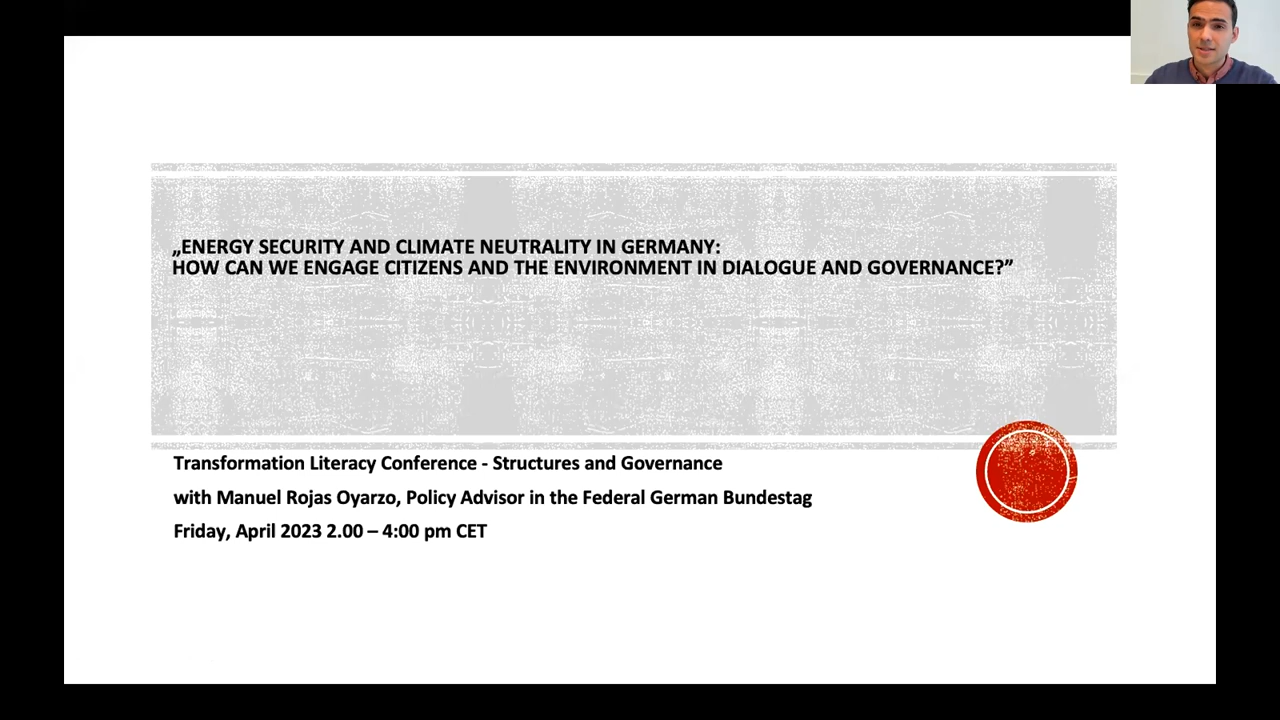 „ENERGY SECURITY AND CLIMATE NEUTRALITY IN GERMANY:
HOW CAN WE ENGAGE CITIZENS AND THE ENVIRONMENT IN DIALOGUE AND GOVERNANCE?”
Transformation Literacy Conference - Structures and Governance
with Manuel Rojas Oyarzo, Policy Advisor in the Federal German Bundestag
Friday, April 2023 2.00 – 4:00 pm CET